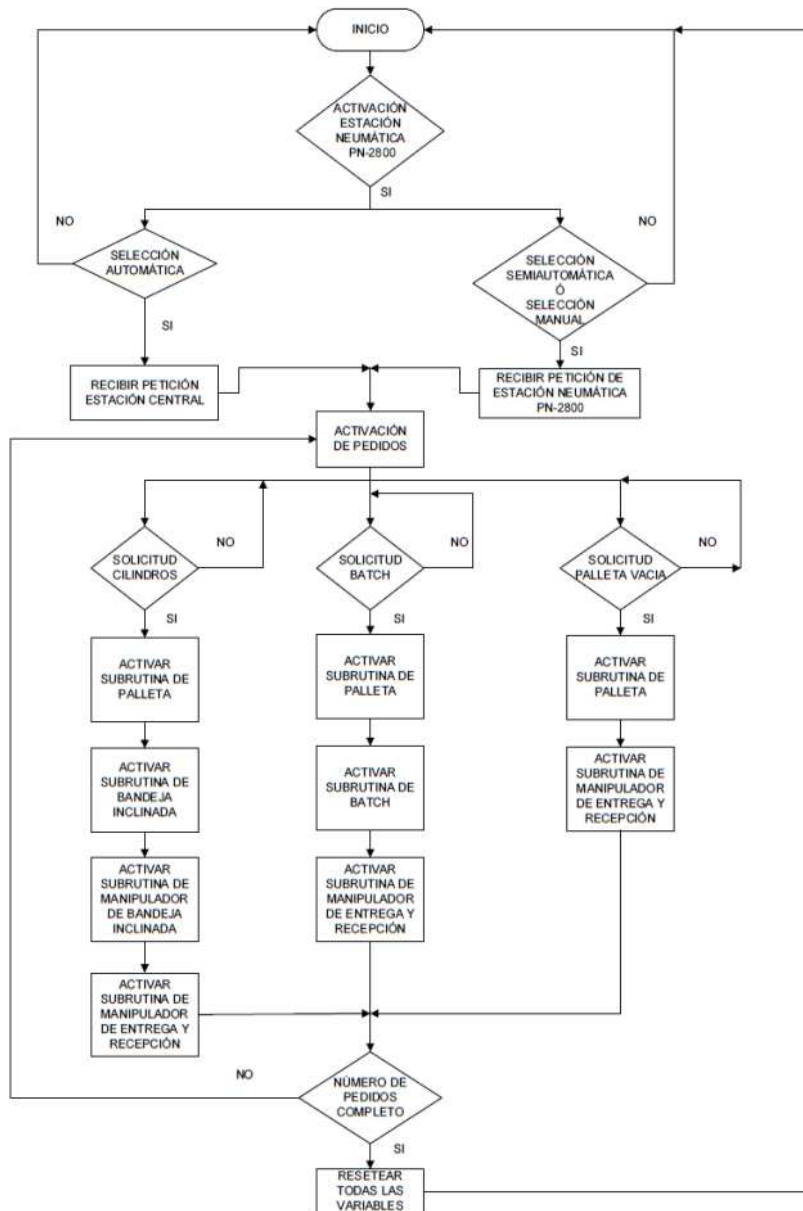 INICIO
ACTIVACIÓN
ESTACIÓN
NEUMÁTICA
PN-2800
SI
NO
NO
SELECCIÓN
AUTOMÁTICA
SELECCIÓN
SEMIAUTOMÁTICA
Ó
SELECCIÓN
MANUAL
SI
SI
RECIBIR PETICIÓN
ESTACIÓN CENTRAL
RECIBIR PETICIÓN DE
ESTACIÓN NEUMÁTICA
PN-2800
ACTIVACIÓN
DE PEDIDOS
SOLICITUD
CILINDROS
NO
SOLICITUD
BATCH
NO
SOLICITUD
PALLETA VACIA
NO
SI
SI
SI
ACTIVAR
SUBRUTINA DE
PALLETA
ACTIVAR
SUBRUTINA DE
PALLETA
ACTIVAR
SUBRUTINA DE
PALLETA
ACTIVAR
SUBRUTINA DE
BANDEJA
INCLINADA
ACTIVAR
SUBRUTINA DE
BATCH
ACTIVAR
SUBRUTINA DE
MANIPULADOR
DE ENTREGA Y
RECEPCIÓN
ACTIVAR
SUBRUTINA DE
MANIPULADOR
DE BANDEJA
INCLINADA
ACTIVAR
SUBRUTINA DE
MANIPULADOR
DE ENTREGA Y
RECEPCIÓN
ACTIVAR
SUBRUTINA DE
MANIPULADOR
DE ENTREGA Y
RECEPCIÓN
NO
NÚMERO DE
PEDIDOS
COMPLETO
SI
RESETEAR
TODAS LAS
VARIABLES